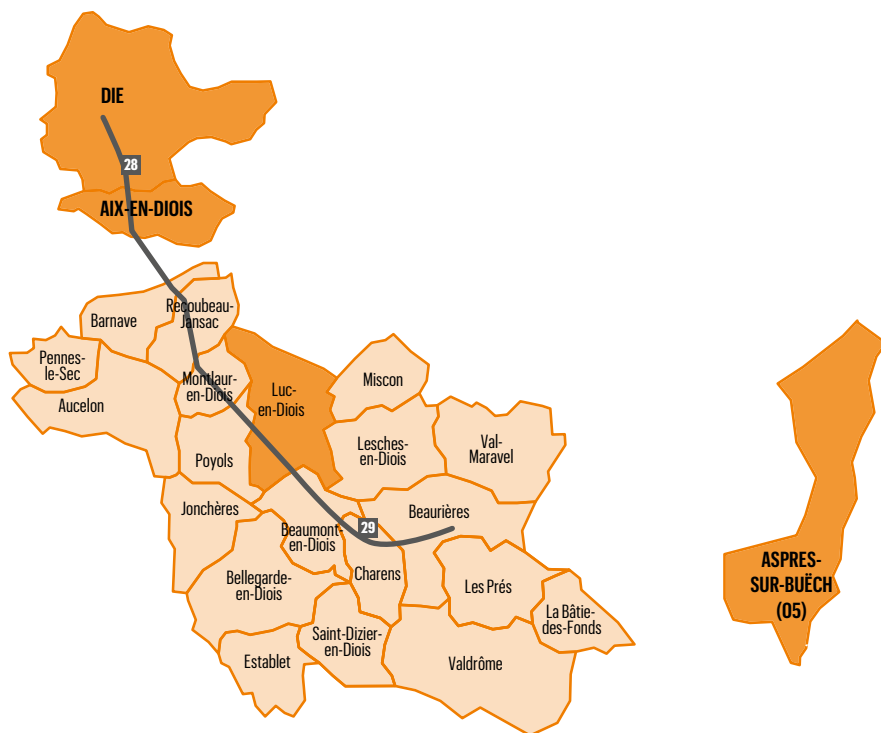 DIE
28
AIX-EN-DIOIS
Recoubeau-
Jansac
Barnave
Pennes-
le-Sec
Montlaur-
en-Diois
Aucelon
Luc-
en-Diois
Miscon
Poyols
Lesches-
en-Diois
Val-
Maravel
Jonchères
Beaumont-
en-Diois
29
Beaurières
Bellegarde-
en-Diois
Charens
Les Prés
La Bâtie-
des-Fonds
Saint-Dizier-
en-Diois
Establet
Valdrôme
ASPRES-
SUR-BUËCH
(05)